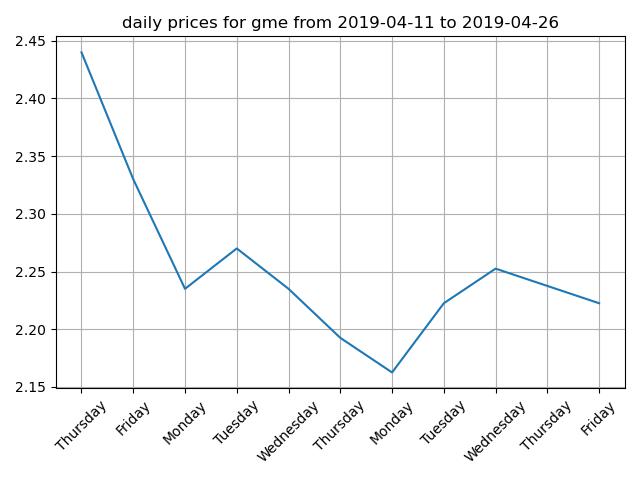 daily prices for gme from 2019-04-11 to 2019-04-26
2.45
2.40
2.35
2.30
2.25
2.20
2.15
Thursday
Friday
Monday
Tuesday
Wednesday
Thursday
Monday
Tuesday
Wednesday
Thursday
Friday